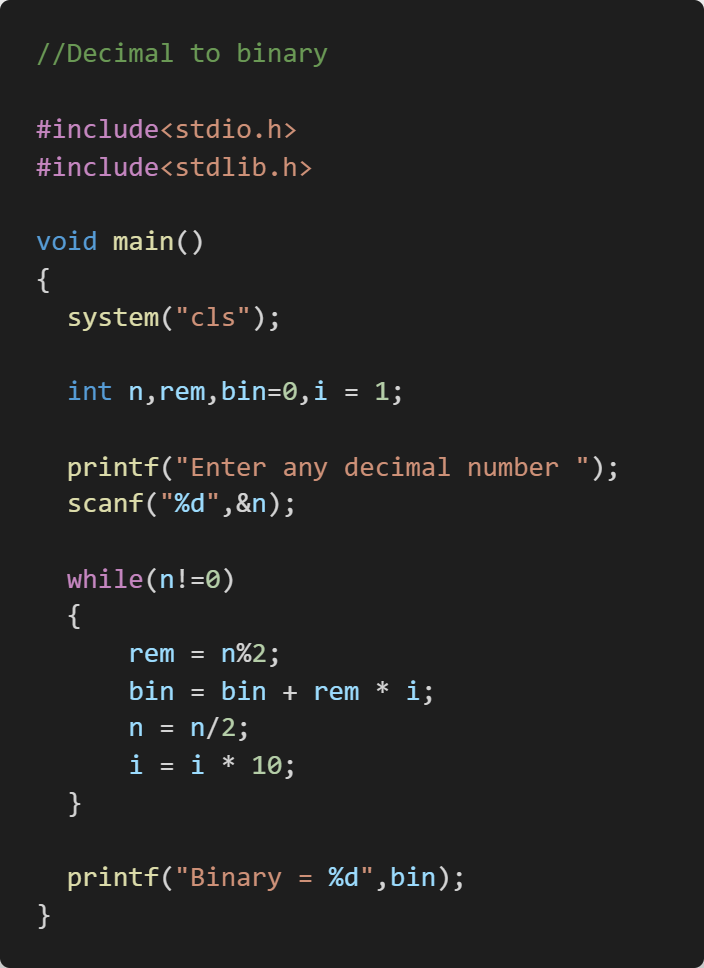 //Decimal to binary
#include<stdio.h>
#include<stdlib.h>
void main()
{
  system("cls");
  int n,rem,bin=0,i = 1;
  printf("Enter any decimal number ");
  scanf("%d",&n);
  while(n!=0)
  {
      rem = n%2;
      bin = bin + rem * i;
      n = n/2;
      i = i * 10;
  }
  printf("Binary = %d",bin);
}